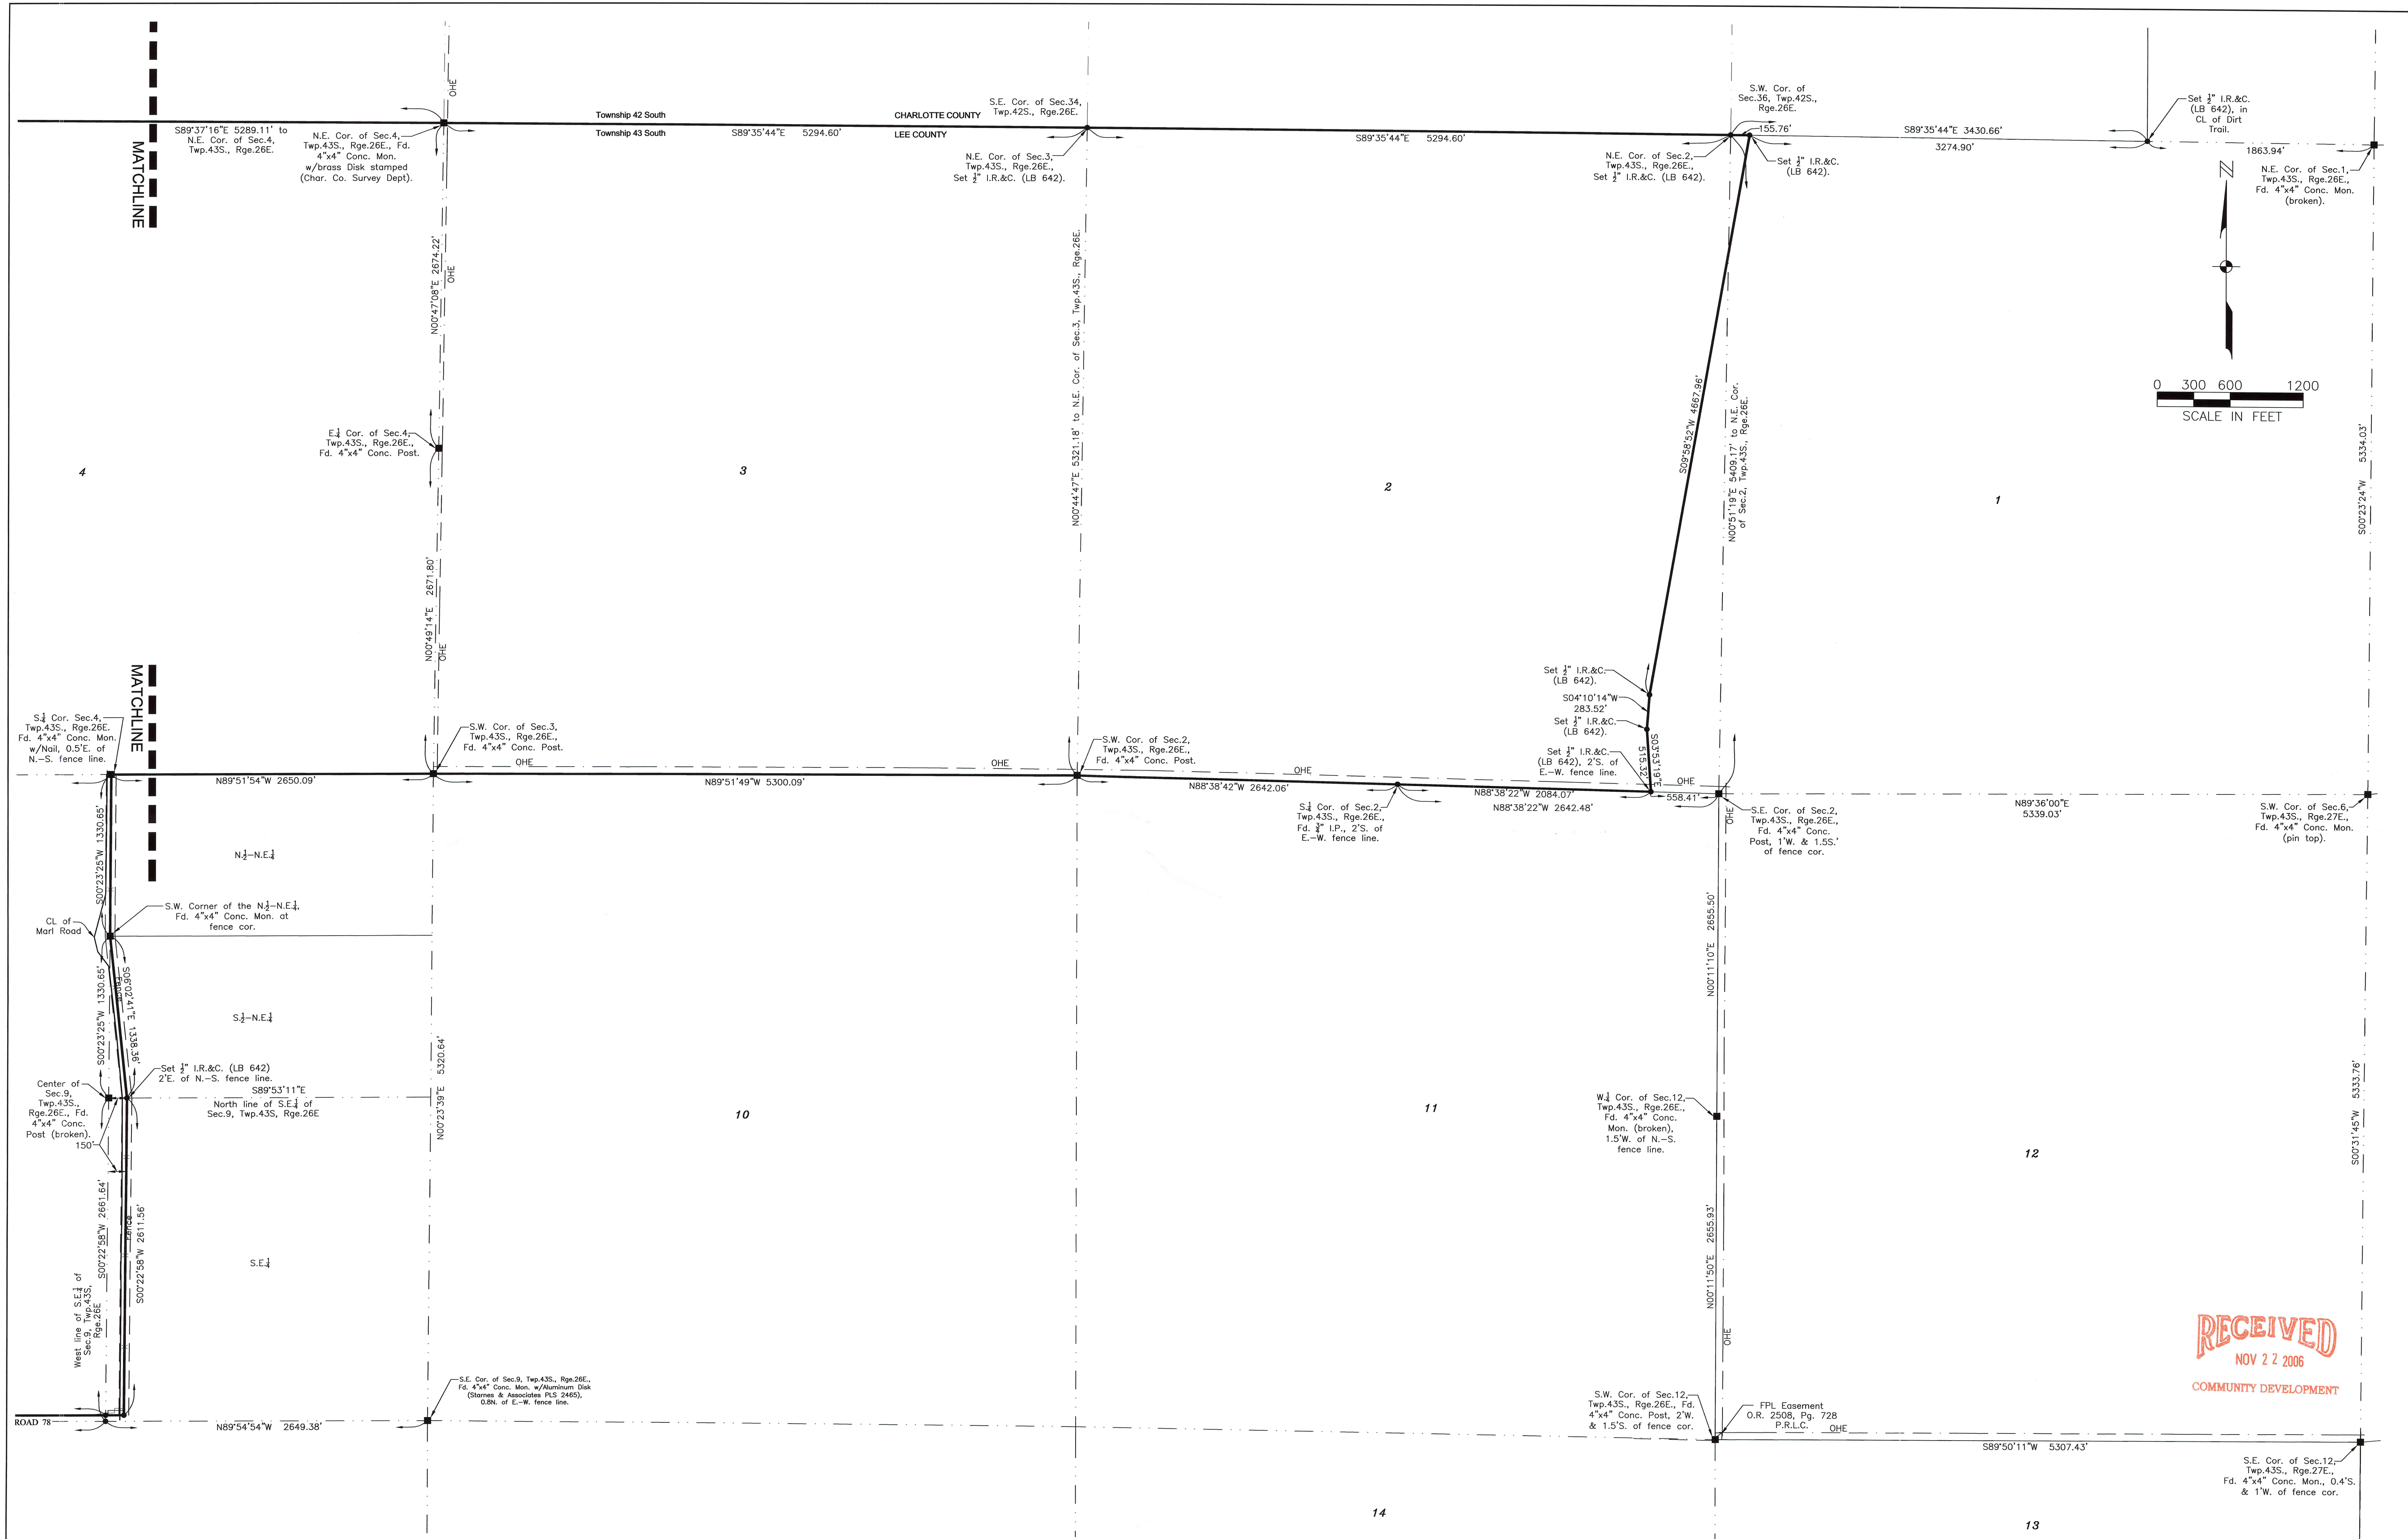 MATCHLINE
S89°37'16"E 5289.11' to
N.E. Cor. of Sec.4,
Twp.43S., Rge.26E.
N.E. Cor. of Sec.4,
Twp.43S., Rge.26E., Fd.
4"x4" Conc. Mon.
w/brass Disk stamped
(Char. Co. Survey Dept).
OHE
Township 42 South
Township 43 South
S89°35'44"E 5294.60'
CHARLOTTE COUNTY
LEE COUNTY
S.E. Cor. of Sec.34,
Twp.42S., Rge.26E.
N.E. Cor. of Sec.3,
Twp.43S., Rge.26E.,
Set ½" I.R.&C. (LB 642).
S89°35'44"E 5294.60'
S.W. Cor. of
Sec.36, Twp.42S.,
Rge.26E.
N.E. Cor. of Sec.2,
Twp.43S., Rge.26E.,
Set ½" I.R.&C. (LB 642).
155.76'
Set ½" I.R.&C.
(LB 642).
S89°35'44"E 3430.66'
3274.90'
Set ½" I.R.&C.
(LB 642), in
CL of Dirt
Trail.
1863.94'
N.E. Cor. of Sec.1,
Twp.43S., Rge.26E.,
Fd. 4"x4" Conc. Mon.
(broken).
N
0 300 600 1200
SCALE IN FEET
N00°47'08"E 2674.22'
OHE
E.¼ Cor. of Sec.4,
Twp.43S., Rge.26E.,
Fd. 4"x4" Conc. Post.
N00°44'47"E 5321.18' to N.E. Cor. of Sec.3, Twp.43S., Rge.26E.
S09°58'52"W 4667.96'
N00°51'19"E 5409.17' to N.E. Cor.
of Sec.2, Twp.43S., Rge.26E.
S00°23'24"W 5334.03'
4
3
2
1
N00°49'14"E 2671.80'
OHE
MATCHLINE
S.¼ Cor. Sec.4,
Twp.43S., Rge.26E.
Fd. 4"x4" Conc. Mon.
w/Nail, 0.5'E. of
N.-S. fence line.
S.W. Cor. of Sec.3,
Twp.43S., Rge.26E.,
Fd. 4"x4" Conc. Post.
S.W. Cor. of Sec.2,
Twp.43S., Rge.26E.,
Fd. 4"x4" Conc. Post.
Set ½" I.R.&C.
(LB 642).
S04°10'14"W
283.52'
Set ½" I.R.&C.
(LB 642).
Set ½" I.R.&C.
(LB 642), 2'S. of
E.-W. fence line.
S03°53'19"E
515.32'
N89°51'54"W 2650.09'
OHE
N89°51'49"W 5300.09'
OHE
OHE
N88°38'42"W 2642.06'
S.¼ Cor. of Sec.2,
Twp.43S., Rge.26E.,
Fd. ¾" I.P., 2'S. of
E.-W. fence line.
N88°38'22"W 2084.07'
N88°38'22"W 2642.48'
OHE
558.41'
OHE
S.E. Cor. of Sec.2,
Twp.43S., Rge.26E.,
Fd. 4"x4" Conc.
Post, 1'W. & 1.5S.'
of fence cor.
N89°36'00"E
5339.03'
S.W. Cor. of Sec.6,
Twp.43S., Rge.27E.,
Fd. 4"x4" Conc. Mon.
(pin top).
S00°23'25"W 1330.65'
N.½-N.E.¼
CL of
Marl Road
S.W. Corner of the N.½-N.E.¼,
Fd. 4"x4" Conc. Mon. at
fence cor.
S00°23'25"W 1330.65'
Fence
S06°02'41"E 1338.36'
S.½-N.E.¼
Set ½" I.R.&C. (LB 642)
2'E. of N.-S. fence line.
Center of
Sec.9,
Twp.43S.,
Rge.26E., Fd.
4"x4" Conc.
Post (broken).
150'
S89°53'11"E
North line of S.E.¼ of
Sec.9, Twp.43S, Rge.26E
N00°23'39"E 5320.64'
10
11
N00°11'10"E 2655.50'
W.¼ Cor. of Sec.12,
Twp.43S., Rge.26E.,
Fd. 4"x4" Conc.
Mon. (broken),
1.5'W. of N.-S.
fence line.
12
S00°31'45"W 5333.76'
S00°22'58"W 2661.64'
Fence
S00°22'58"W 2611.56'
West line of S.E.¼ of
Sec.9, Twp.43S,
Rge.26E
S.E.¼
N00°11'50"E 2655.93'
OHE
ROAD 78
N89°54'54"W 2649.38'
S.E. Cor. of Sec.9, Twp.43S., Rge.26E.,
Fd. 4"x4" Conc. Mon. w/Aluminum Disk
(Starnes & Associates PLS 2465),
0.8N. of E.-W. fence line.
S.W. Cor. of Sec.12,
Twp.43S., Rge.26E., Fd.
4"x4" Conc. Post, 2'W.
& 1.5'S. of fence cor.
FPL Easement
O.R. 2508, Pg. 728
P.R.L.C.
OHE
S89°50'11"W 5307.43'
RECEIVED
NOV 22 2006
COMMUNITY DEVELOPMENT
S.E. Cor. of Sec.12,
Twp.43S., Rge.27E.,
Fd. 4"x4" Conc. Mon., 0.4'S.
& 1'W. of fence cor.
14
13